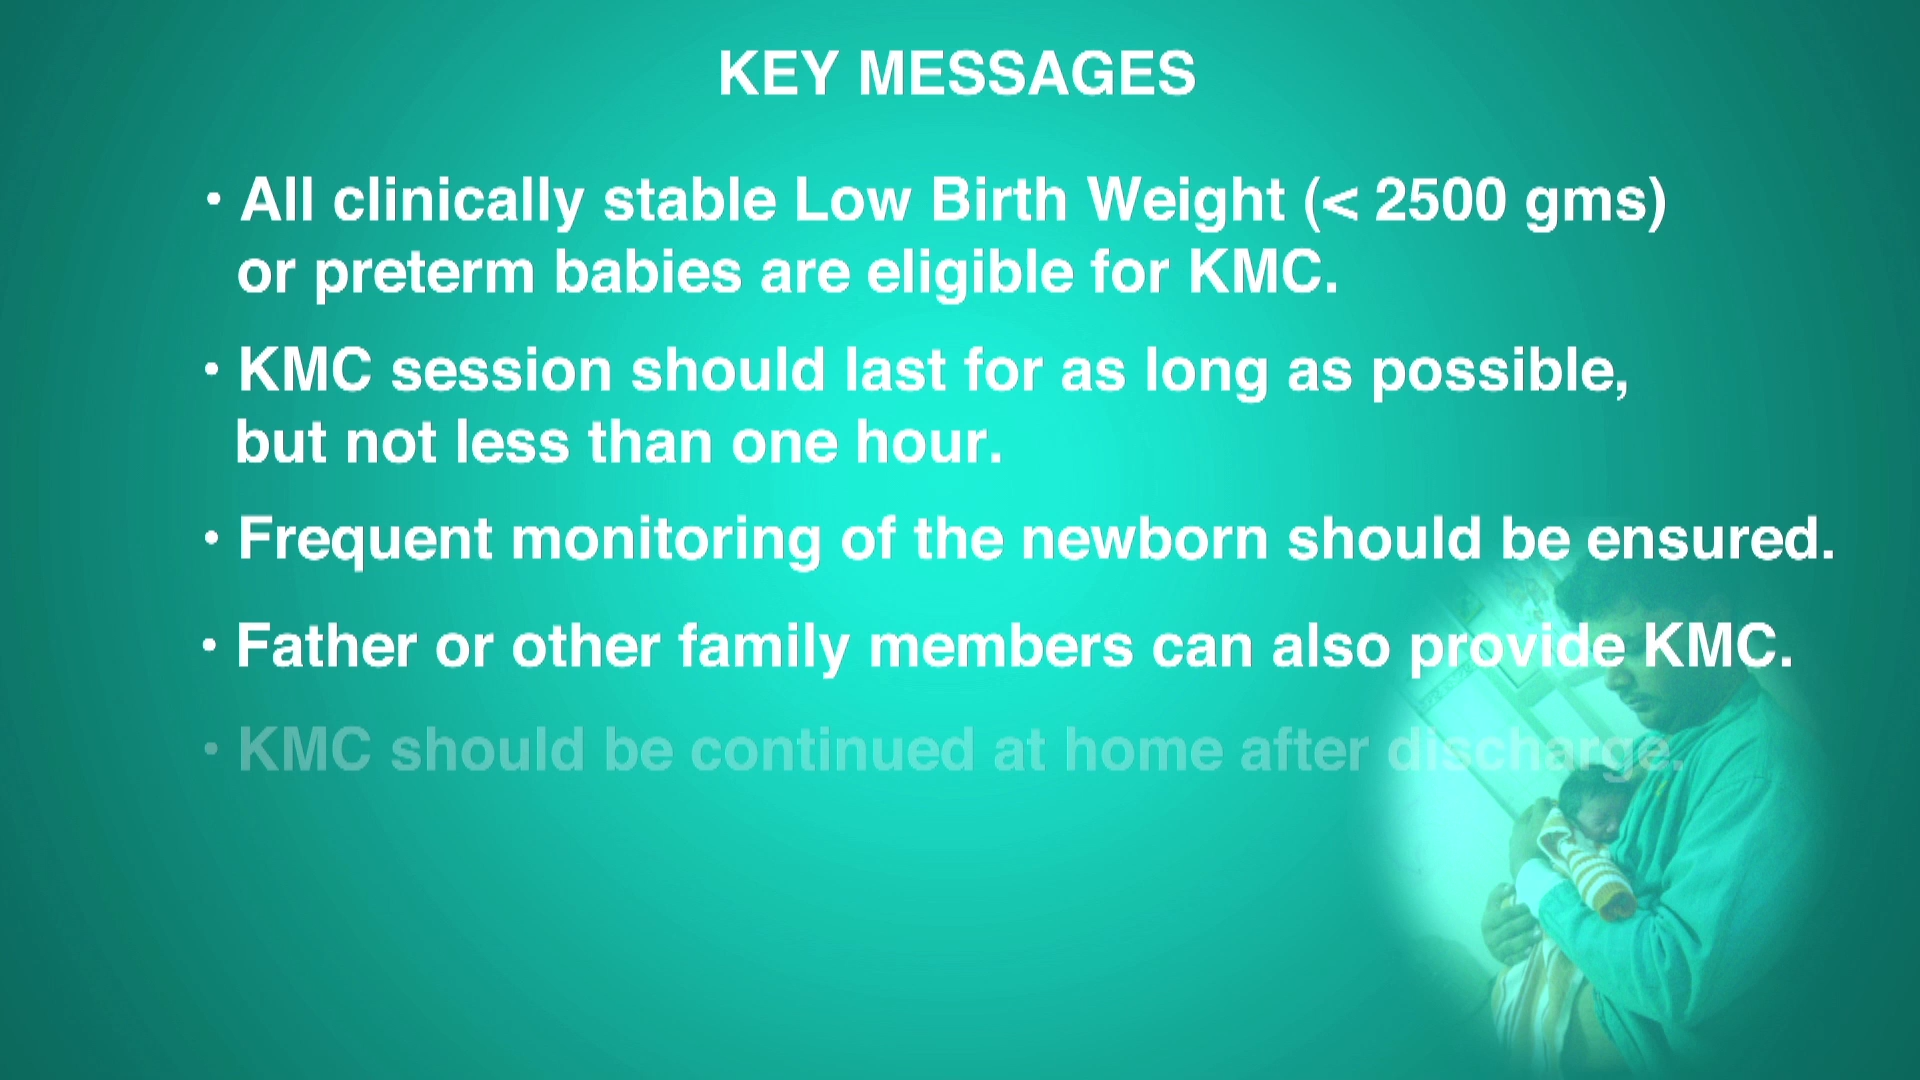 KEY MESSAGES
• All clinically stable Low Birth Weight (< 2500 gms)
or preterm babies are eligible for KMC.
• KMC session should last for as long as possible,
but not less than one hour.
• Frequent monitoring of the newborn should be ensured.
• Father or other family members can also provide KMC.
• KMC should be continued at home after discharge.